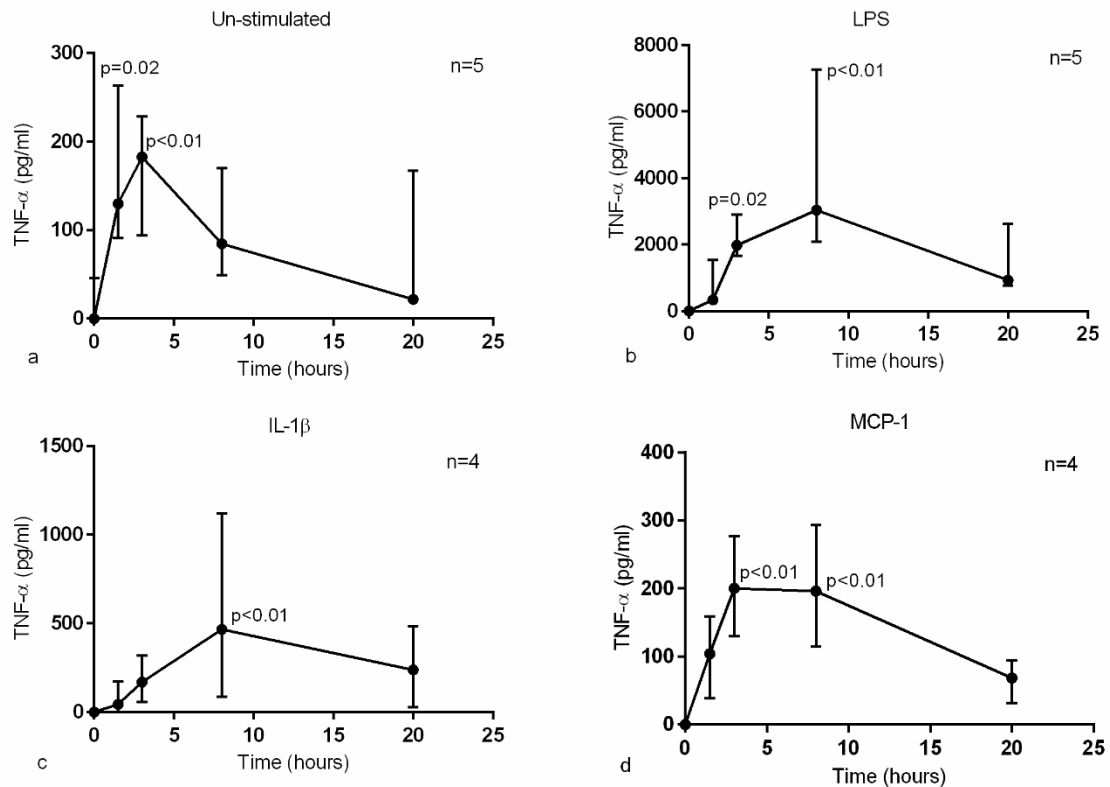 Un-stimulated
n=5
p=0.02
p<0.01
TNF-α (pg/ml)
300
200
100
0
0 5 10 15 20 25
Time (hours)
a
LPS
n=5
p<0.01
p=0.02
TNF-α (pg/ml)
8000
6000
4000
2000
0
0 5 10 15 20 25
Time (hours)
b
IL-1β
n=4
p<0.01
TNF-α (pg/ml)
1500
1000
500
0
0 5 10 15 20 25
Time (hours)
c
MCP-1
n=4
p<0.01
p<0.01
TNF-α (pg/ml)
400
300
200
100
0
0 5 10 15 20 25
Time (hours)
d